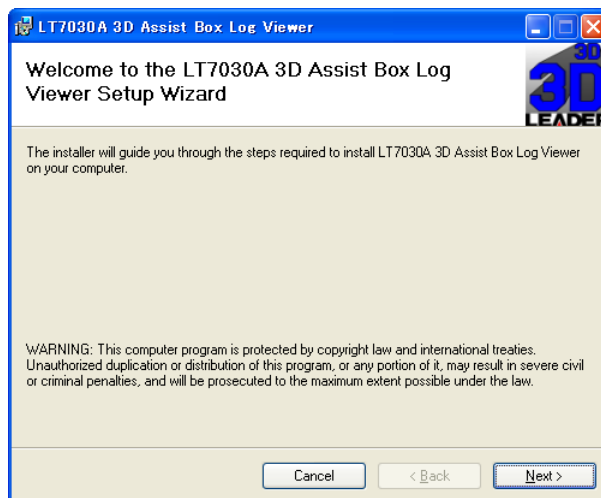 LT7030A 3D Assist Box Log Viewer
Welcome to the LT7030A 3D Assist Box Log
Viewer Setup Wizard
3D
3D
LEADER
The installer will guide you through the steps required to install LT7030A 3D Assist Box Log Viewer
on your computer.
WARNING: This computer program is protected by copyright law and international treaties.
Unauthorized duplication or distribution of this program, or any portion of it, may result in severe civil
or criminal penalties, and will be prosecuted to the maximum extent possible under the law.
Cancel < Back Next >